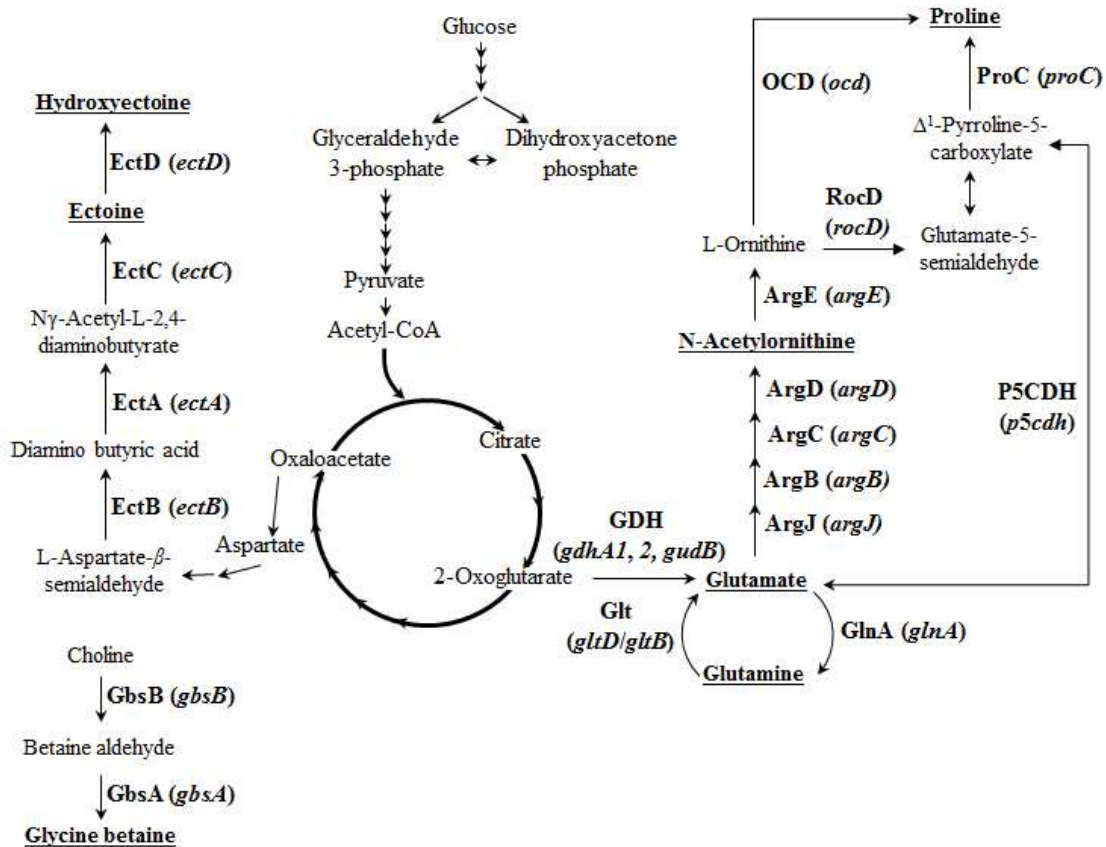 Glucose
Glyceraldehyde
3-phosphate
Dihydroxyacetone
phosphate
Pyruvate
Acetyl-CoA
Citrate
Oxaloacetate
Aspartate
2-Oxoglutarate
Hydroxyectoine
EctD (ectD)
Ectoine
EctC (ectC)
Nγ-Acetyl-L-2,4-
diaminobutyrate
EctA (ectA)
Diamino butyric acid
EctB (ectB)
L-Aspartate-β-
semialdehyde
Choline
GbsB (gbsB)
Betaine aldehyde
GbsA (gbsA)
Glycine betaine
Proline
OCD (ocd)
ProC (proC)
Δ¹-Pyrroline-5-
carboxylate
RocD
(rocD)
L-Ornithine
Glutamate-5-
semialdehyde
ArgE (argE)
N-Acetylornithine
ArgD (argD)
ArgC (argC)
ArgB (argB)
ArgJ (argJ)
P5CDH
(p5cdh)
GDH
(gdhA1, 2, gudB)
Glutamate
Glt
(gltD/gltB)
GlnA (glnA)
Glutamine